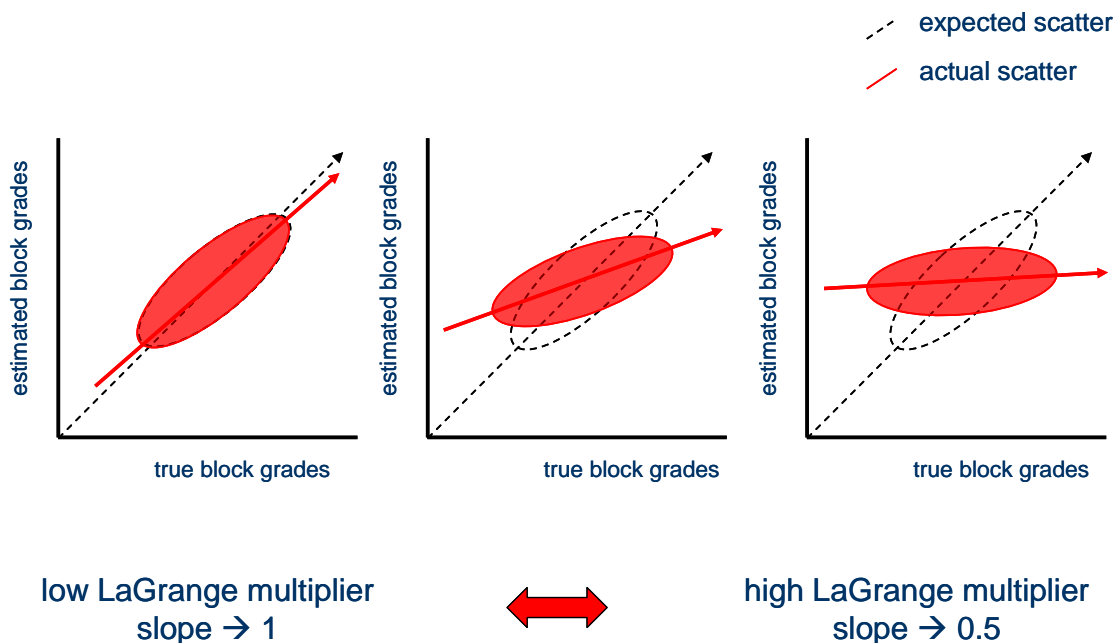 expected scatter
actual scatter
estimated block grades
true block grades
estimated block grades
true block grades
estimated block grades
true block grades
low LaGrange multiplier
slope → 1
high LaGrange multiplier
slope → 0.5